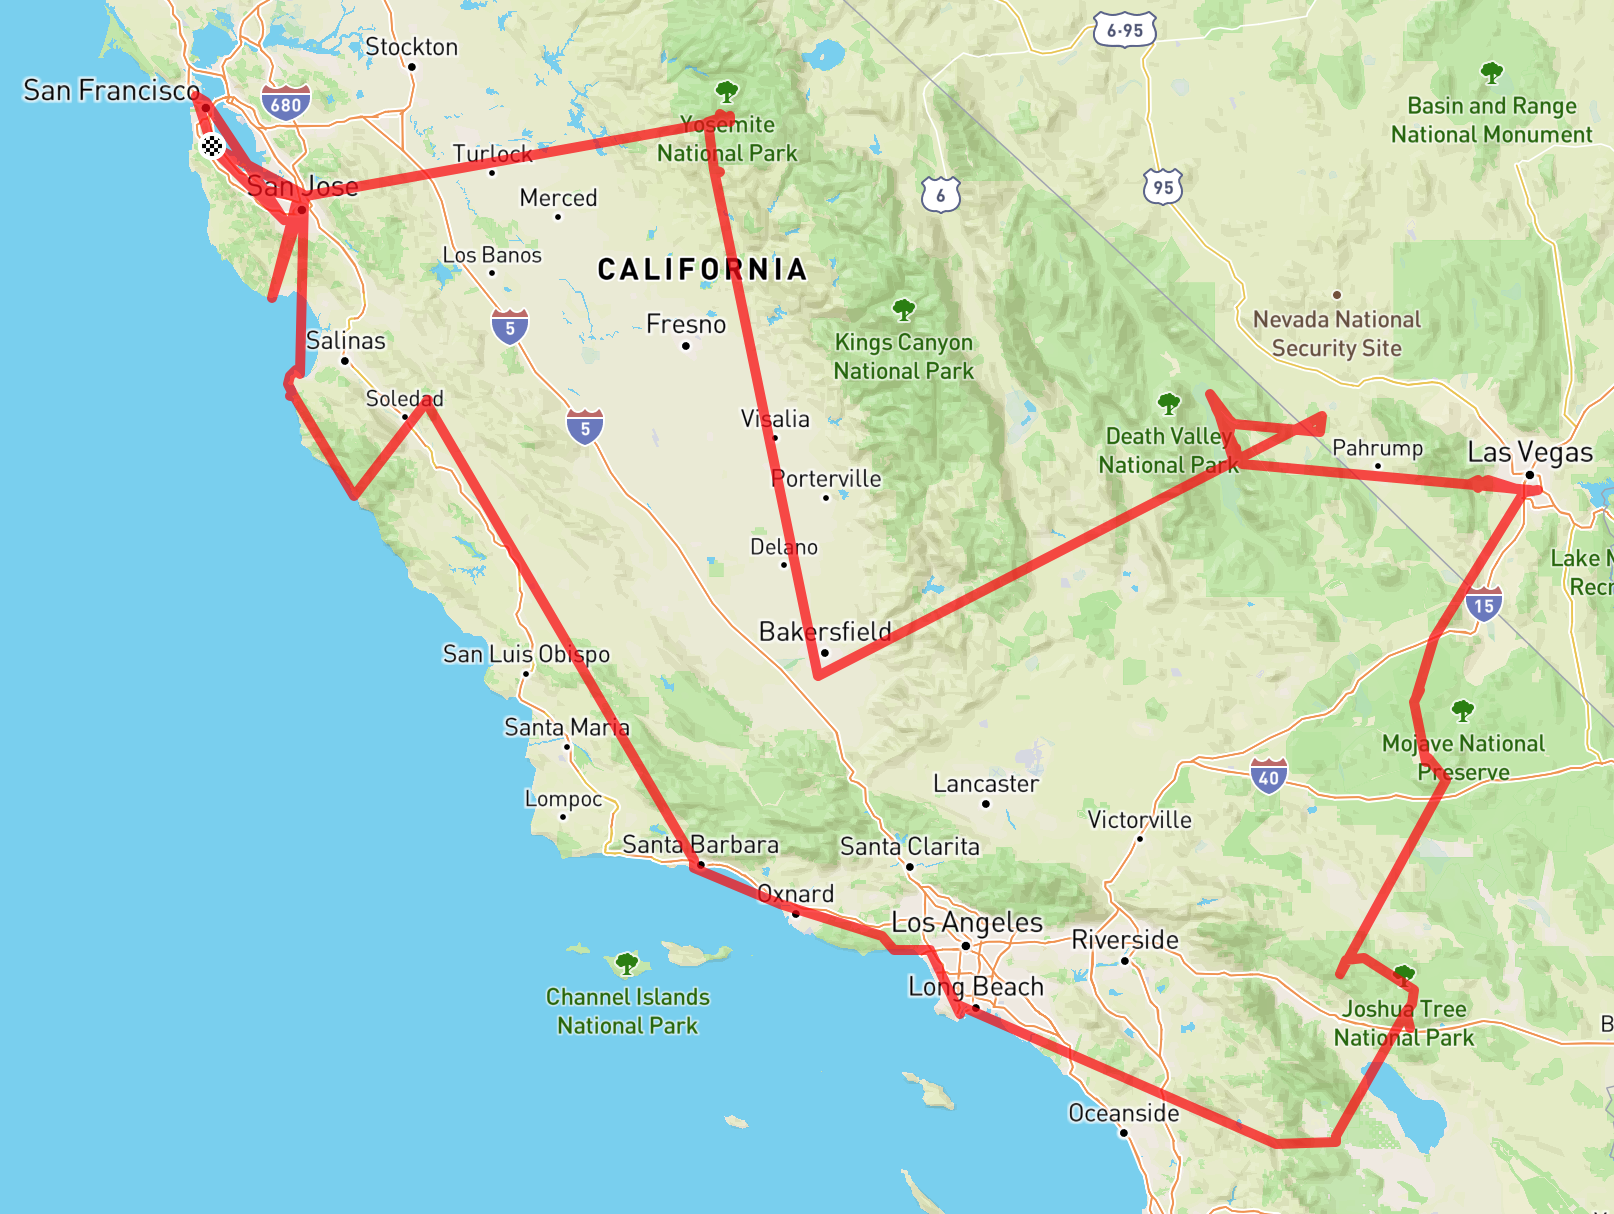 6·95
Stockton
San Francisco
680
Basin and Range
National Monument
Yosemite
National Park
Turlock
San Jose
Merced
6
95
Los Banos
CALIFORNIA
Nevada National
Security Site
5
Fresno
Salinas
Kings Canyon
National Park
Soledad
5
Visalia
Death Valley
National Park
Pahrump
Las Vegas
Porterville
Delano
Lake
Bakersfield
15
San Luis Obispo
Santa Maria
Mojave National
Preserve
40
Lancaster
Lompoc
Victorville
Santa Barbara
Santa Clarita
Oxnard
Los Angeles
Riverside
Long Beach
Channel Islands
National Park
Joshua Tree
National Park
Oceanside